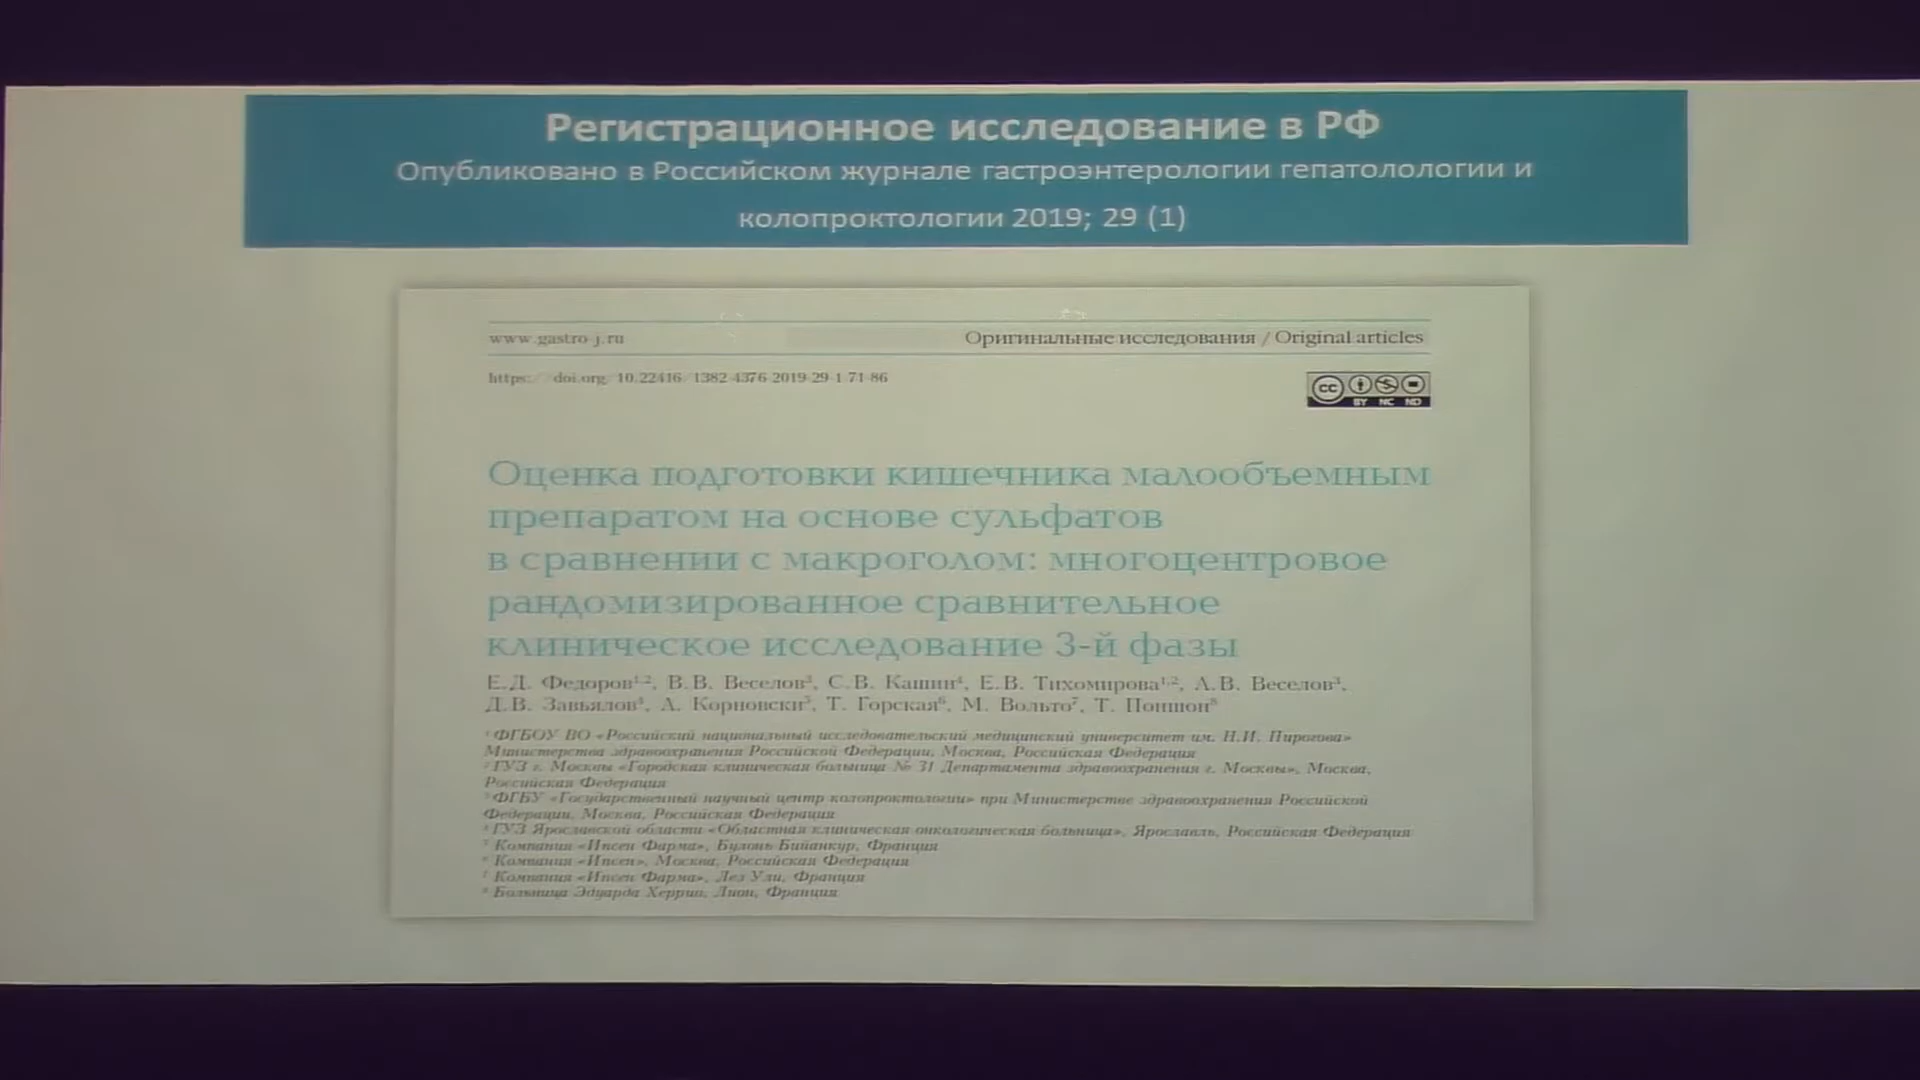 Регистрационное исследование в РФ
Опубликовано в Российском журнале гастроэнтерологии гепатолологии и
колопроктологии 2019; 29 (1)
www.gastro-j.ru
Оригинальные исследования / Original articles
https://doi.org/10.22416/1382-4376-2019-29-1-71-86
cc BY NC ND
Оценка подготовки кишечника малообъемным
препаратом на основе сульфатов
в сравнении с макроголом: многоцентровое
рандомизированное сравнительное
клиническое исследование 3-й фазы
Е.Д. Федоров¹·², В.В. Веселов³, С.В. Кашин⁴, Е.В. Тихомирова¹·², А.В. Веселов³,
Д.В. Завьялов⁴, А. Корновски⁵, Т. Горская⁶, М. Вольто⁷, Т. Поншон⁸
¹ ФГБОУ ВО «Российский национальный исследовательский медицинский университет им. Н.И. Пирогова»
Министерства здравоохранения Российской Федерации, Москва, Российская Федерация
² ГУЗ г. Москвы «Городская клиническая больница № 31 Департамента здравоохранения г. Москвы», Москва,
Российская Федерация
³ ФГБУ «Государственный научный центр колопроктологии» при Министерстве здравоохранения Российской
Федерации, Москва, Российская Федерация
⁴ ГУЗ Ярославской области «Областная клиническая онкологическая больница», Ярославль, Российская Федерация
⁵ Компания «Ипсен Фарма», Булонь Бийанкур, Франция
⁶ Компания «Ипсен», Москва, Российская Федерация
⁷ Компания «Ипсен Фарма», Лез Ули, Франция
⁸ Больница Эдуарда Херриц, Лион, Франция